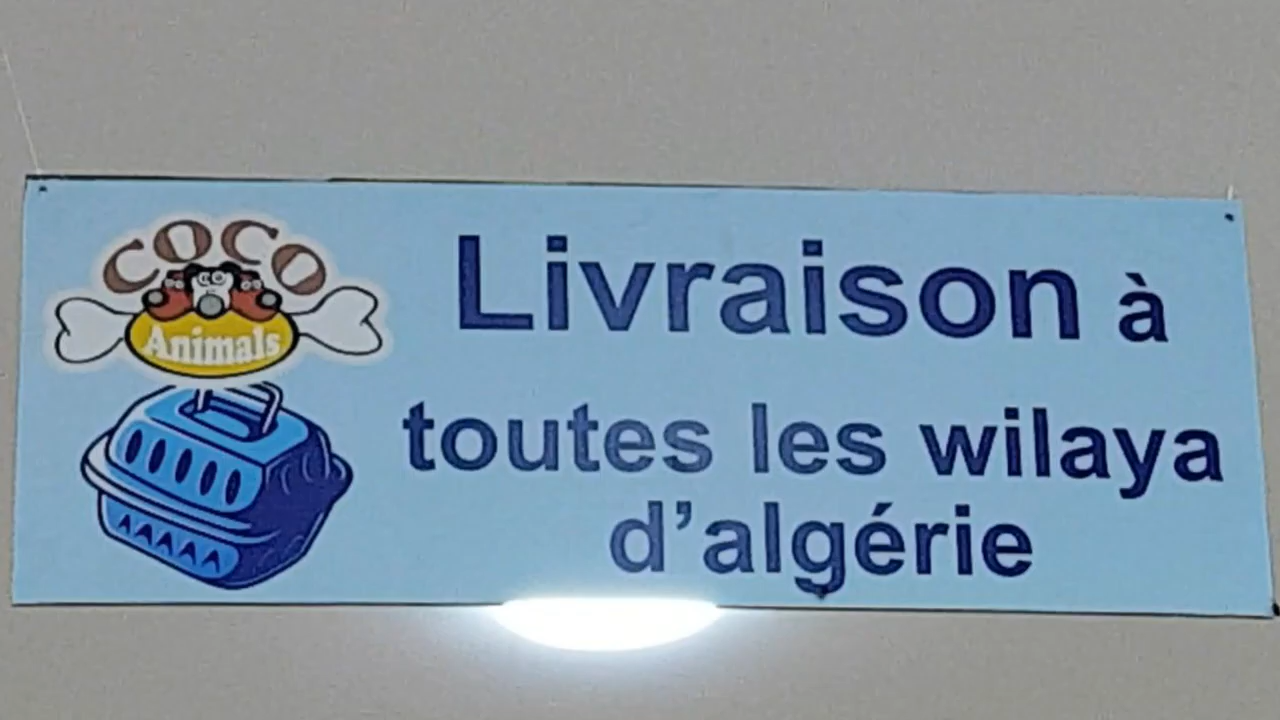 COCO
Animals
Livraison à
toutes les wilaya
d'algérie